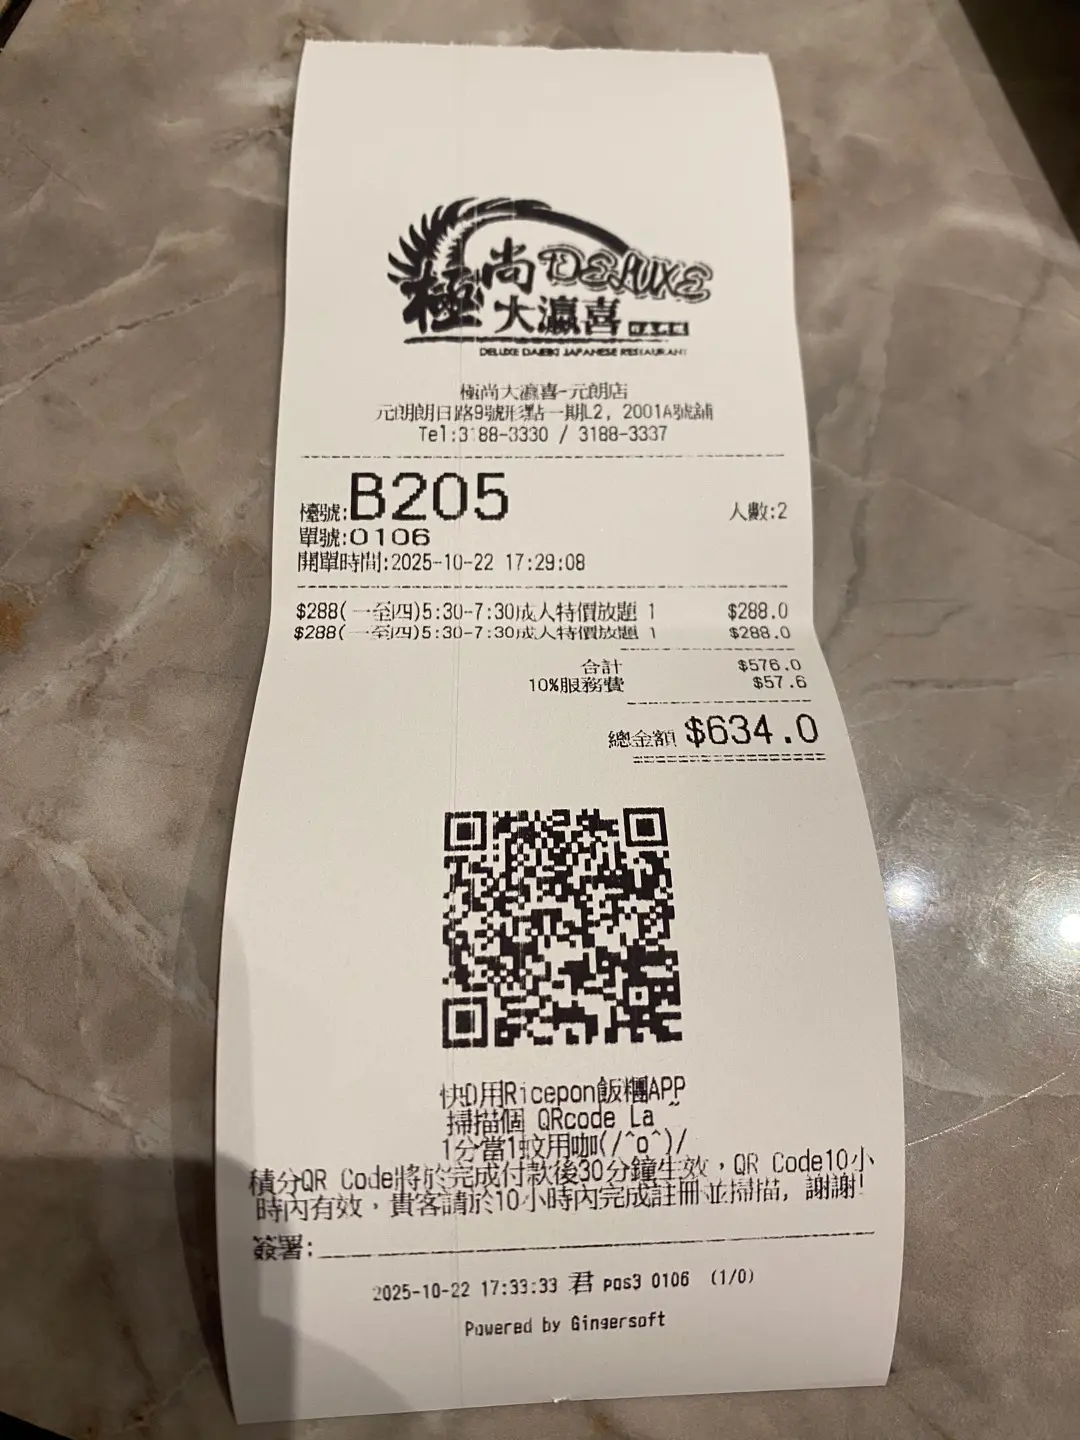 極尚 DELUXE
大瀛喜
DELUXE DAIEIKI JAPANESE RESTAURANT
極尚大瀛喜-元朗店
元朗朗日路9號形點一期L2, 2001A號舖
Tel:3188-3330 / 3188-3337
檯號:B205 人數:2
單號:0106
開單時間:2025-10-22 17:29:08
$288(一至四)5:30-7:30成人特價放題 1 $288.0
$288(一至四)5:30-7:30成人特價放題 1 $288.0
合計 $576.0
10%服務費 $57.6
總金額 $634.0
快D用Ricepon飯糰APP
掃描個 QRcode La~
1分當1蚊用咖(/^o^)/
積分QR Code將於完成付款後30分鐘生效，QR Code10小
時內有效，貴客請於10小時內完成註冊並掃描, 謝謝!
簽署:
2025-10-22 17:33:33 君 pos3 0106 (1/0)
Powered by Gingersoft